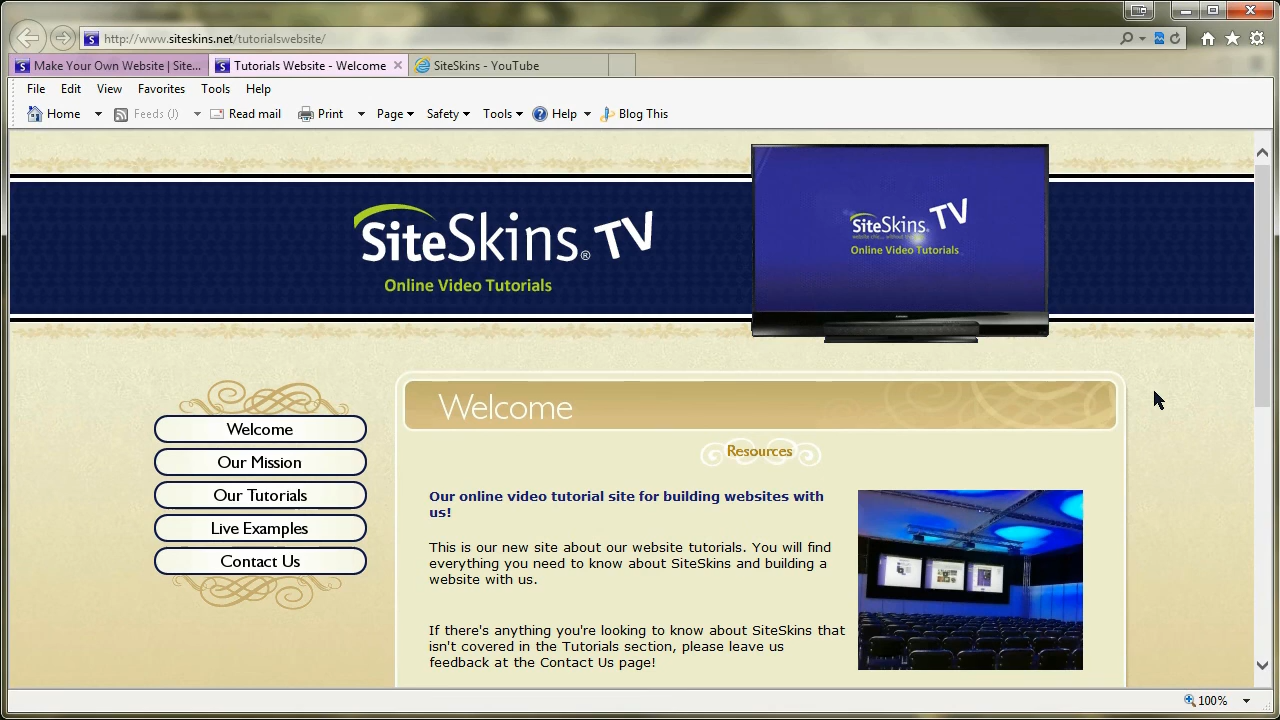 http://www.siteskins.net/tutorialswebsite/
Make Your Own Website | Site...
Tutorials Website - Welcome
SiteSkins - YouTube
File Edit View Favorites Tools Help
Home Feeds (J) Read mail Print Page Safety Tools Help Blog This
SiteSkins® TV
Online Video Tutorials
SiteSkins® TV
Online Video Tutorials
Welcome
Our Mission
Our Tutorials
Live Examples
Contact Us
Welcome
Resources
Our online video tutorial site for building websites with
us!
This is our new site about our website tutorials. You will find
everything you need to know about SiteSkins and building a
website with us.
If there's anything you're looking to know about SiteSkins that
isn't covered in the Tutorials section, please leave us
feedback at the Contact Us page!
100%